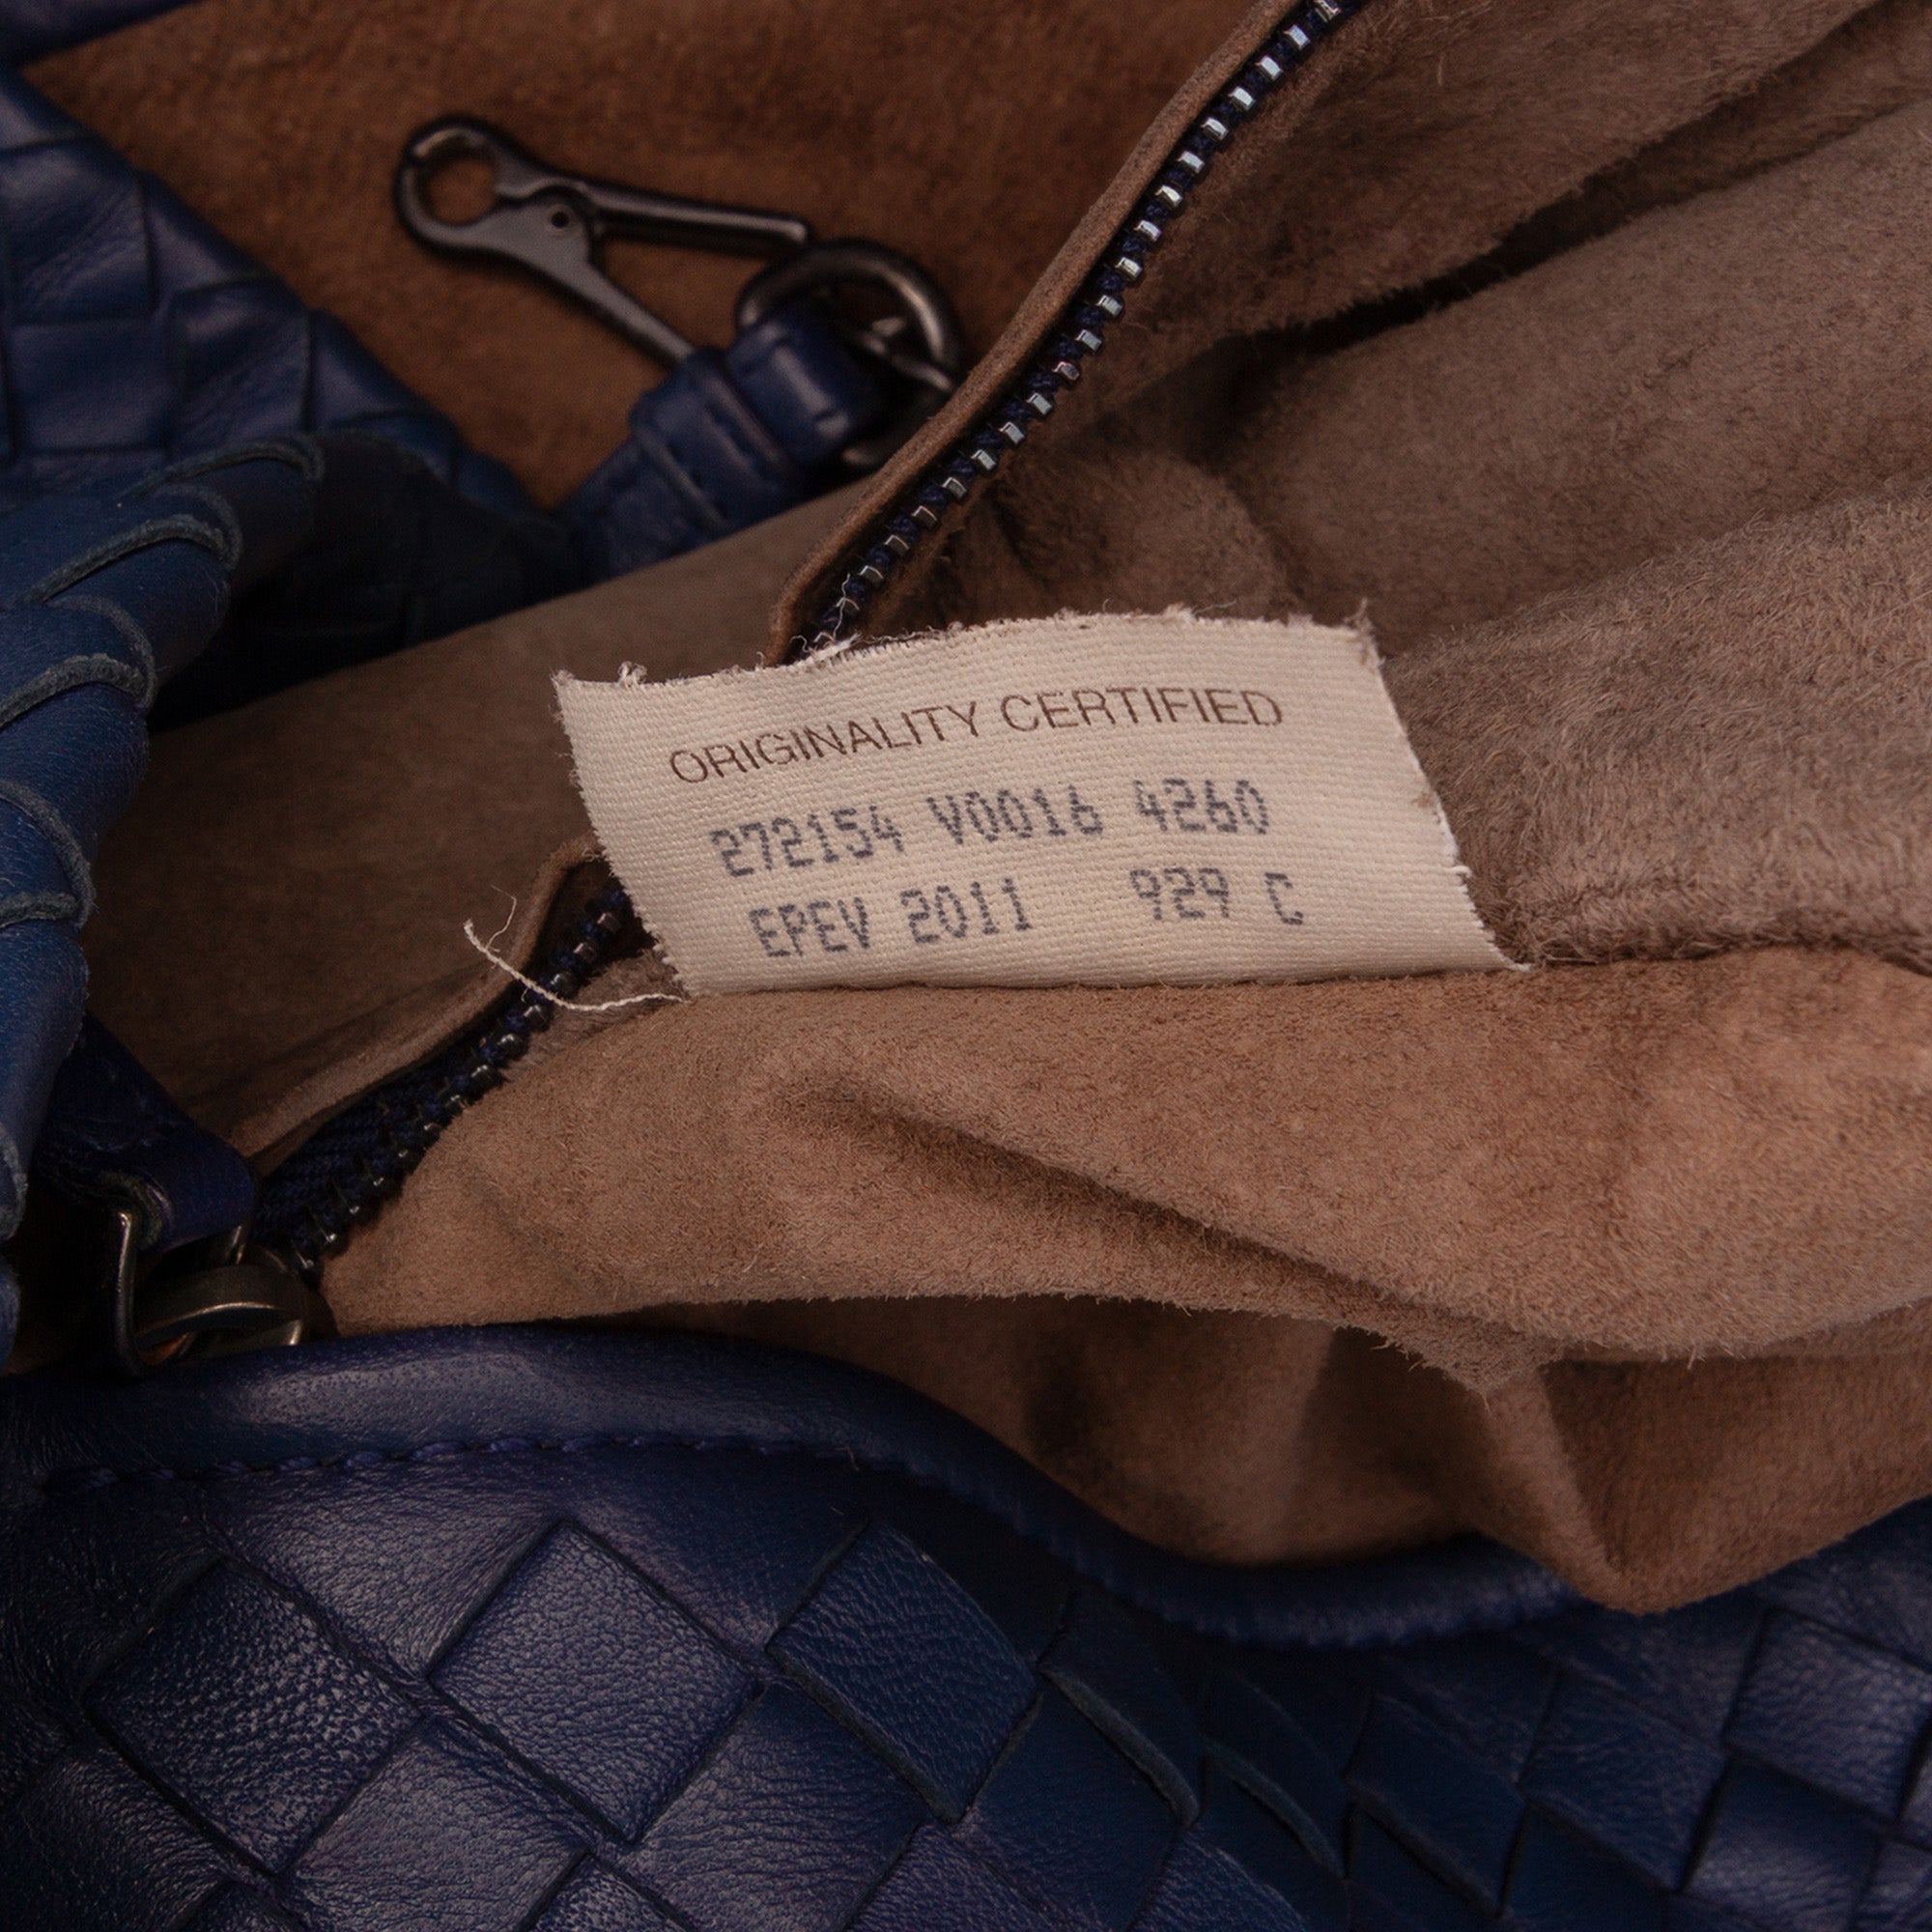 ORIGINALITY CERTIFIED
272154 V0016 4260
EPEV 2011 929 C